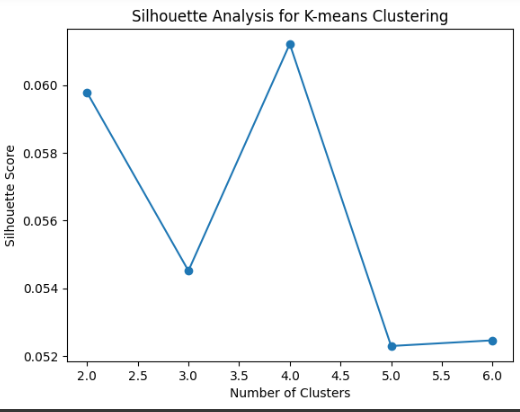 Silhouette Analysis for K-means Clustering
0.060
0.058
0.056
0.054
0.052
Silhouette Score
2.0 2.5 3.0 3.5 4.0 4.5 5.0 5.5 6.0
Number of Clusters